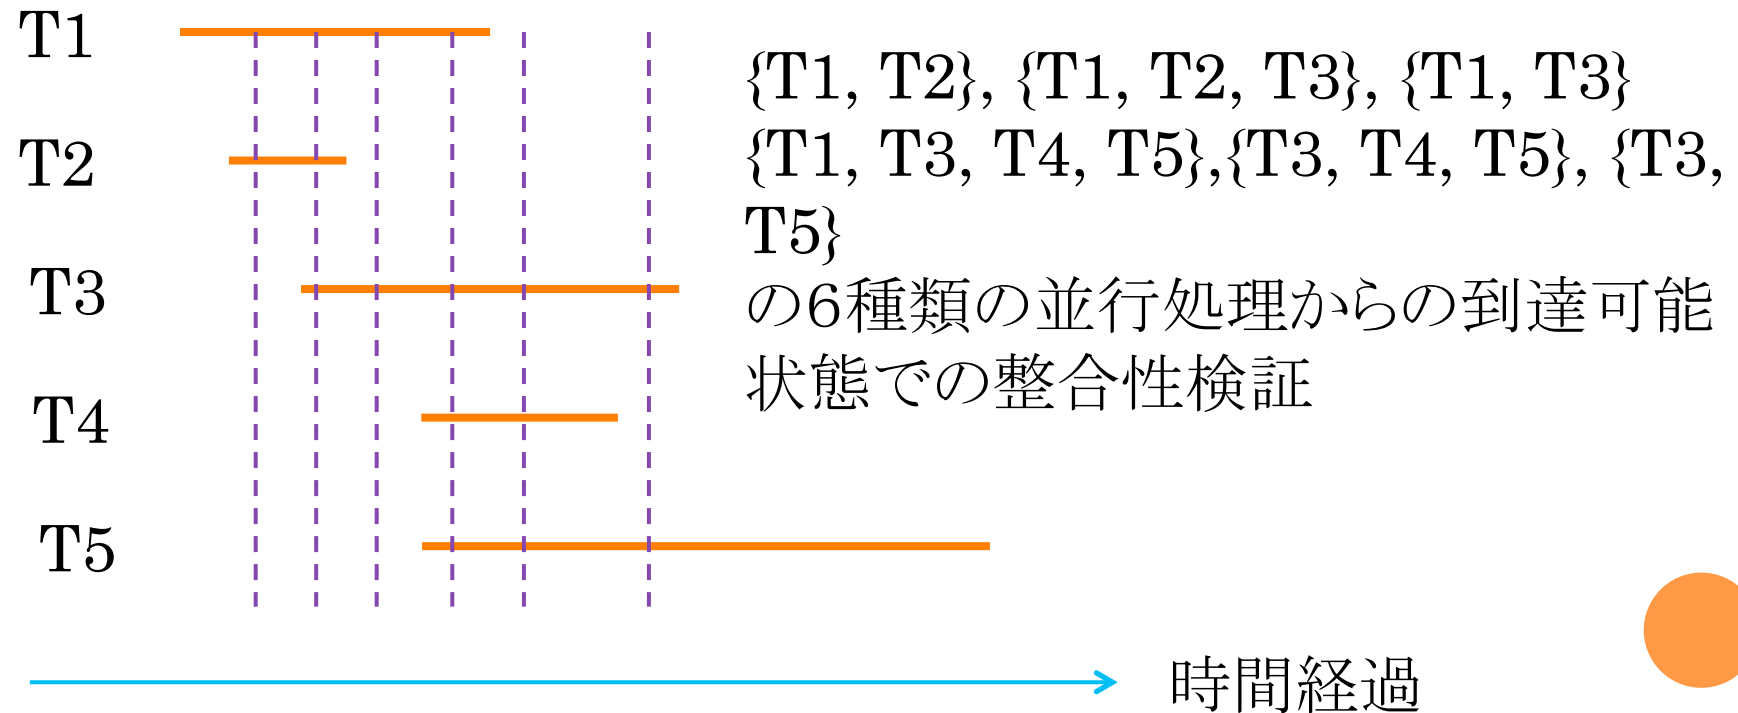 T1
T2
T3
T4
T5
{T1, T2}, {T1, T2, T3}, {T1, T3}
{T1, T3, T4, T5},{T3, T4, T5}, {T3,
T5}
の6種類の並行処理からの到達可能
状態での整合性検証
時間経過